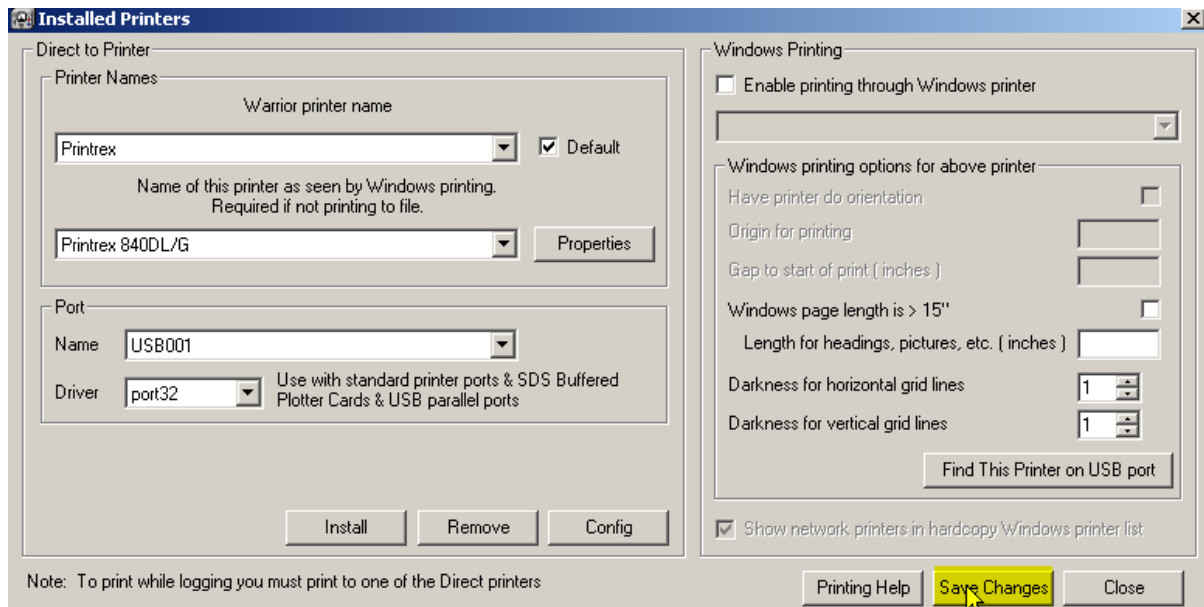 Installed Printers
Direct to Printer
Printer Names
Warrior printer name
Printrex
Default
Name of this printer as seen by Windows printing.
Required if not printing to file.
Printrex 840DL/G
Properties
Port
Name
USB001
Driver
port32
Use with standard printer ports & SDS Buffered
Plotter Cards & USB parallel ports
Install
Remove
Config
Windows Printing
Enable printing through Windows printer
Windows printing options for above printer
Have printer do orientation
Origin for printing
Gap to start of print ( inches )
Windows page length is > 15"
Length for headings, pictures, etc. ( inches )
Darkness for horizontal grid lines
1
Darkness for vertical grid lines
1
Find This Printer on USB port
Show network printers in hardcopy Windows printer list
Note: To print while logging you must print to one of the Direct printers
Printing Help
Save Changes
Close